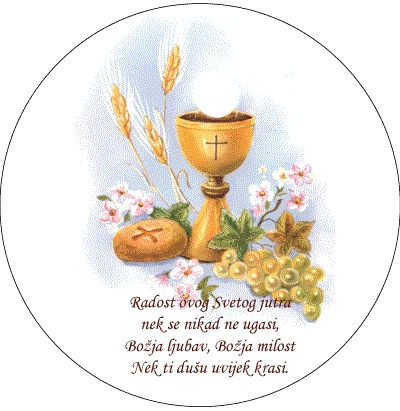 Radost ovog Svetog jutra
nek se nikad ne ugasi,
Božja ljubav, Božja milost
Nek ti dušu uvijek krasi.